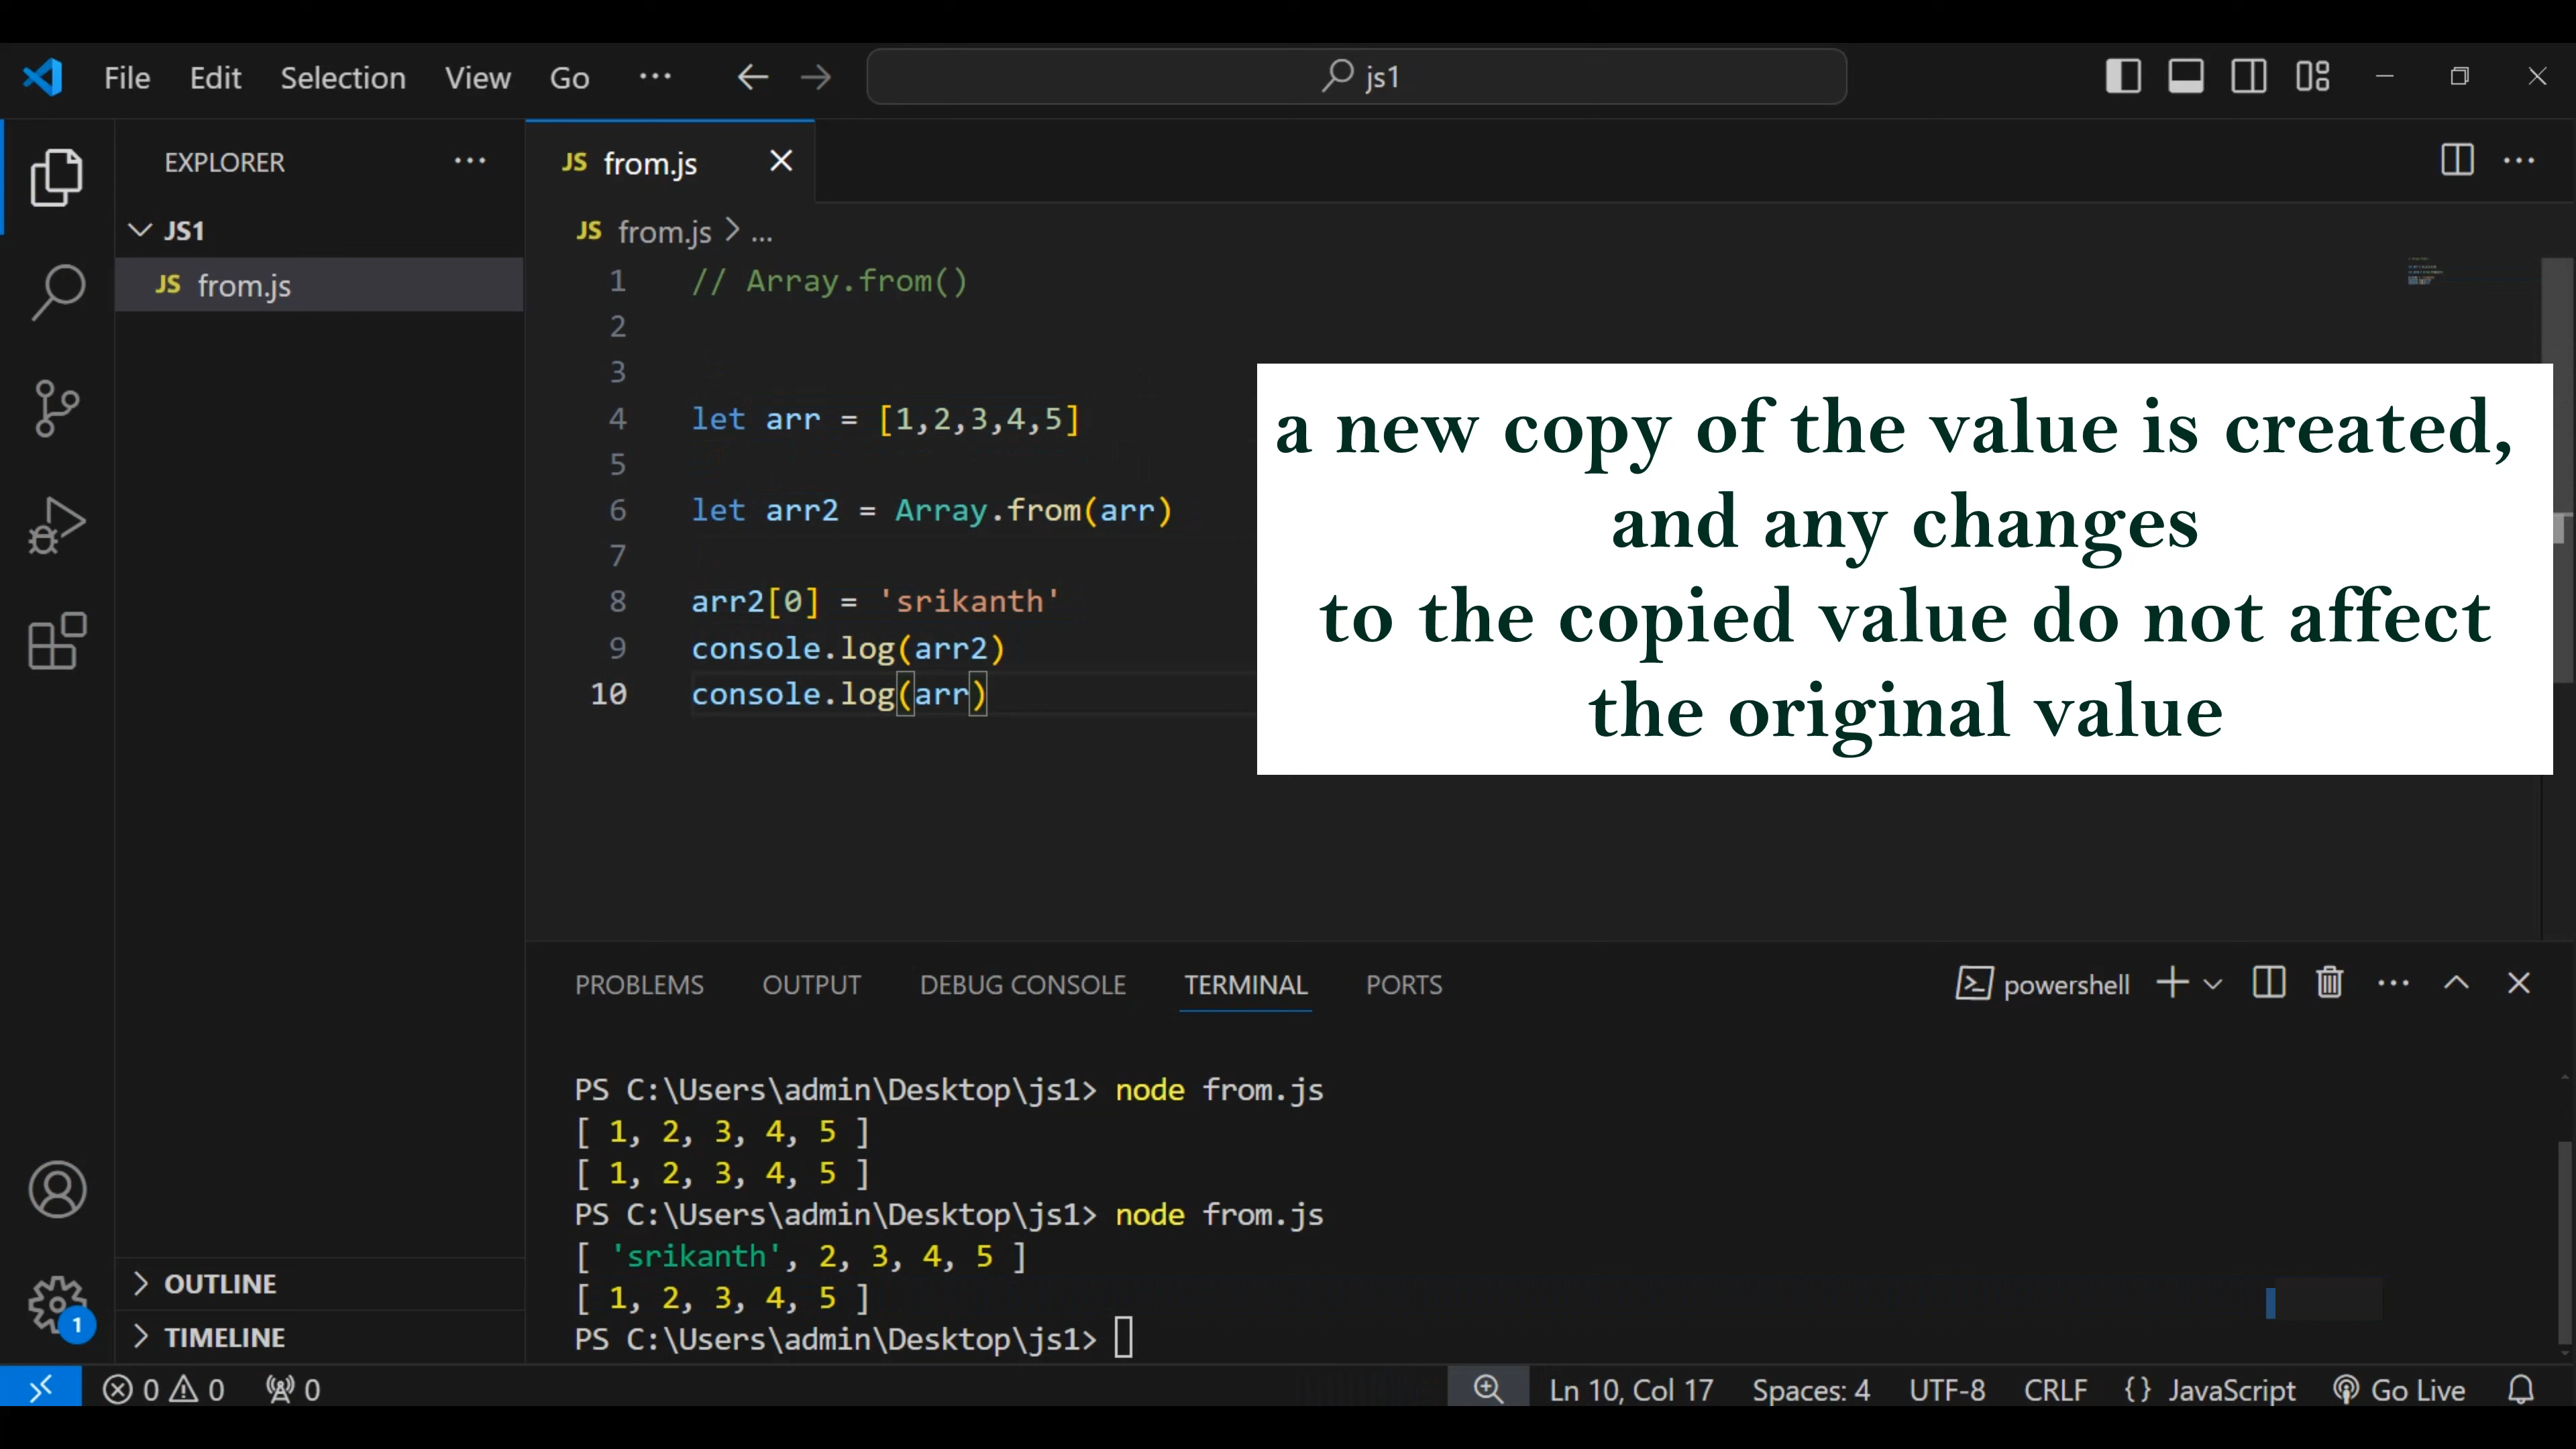 File Edit Selection View Go ... js1
EXPLORER ...
JS1
JS from.js
JS from.js
JS from.js > ...
1 // Array.from()
2
3
4 let arr = [1,2,3,4,5]
5
6 let arr2 = Array.from(arr)
7
8 arr2[0] = 'srikanth'
9 console.log(arr2)
10 console.log(arr)
a new copy of the value is created,
and any changes
to the copied value do not affect
the original value
PROBLEMS OUTPUT DEBUG CONSOLE TERMINAL PORTS powershell
PS C:\Users\admin\Desktop\js1> node from.js
[ 1, 2, 3, 4, 5 ]
[ 1, 2, 3, 4, 5 ]
PS C:\Users\admin\Desktop\js1> node from.js
[ 'srikanth', 2, 3, 4, 5 ]
[ 1, 2, 3, 4, 5 ]
PS C:\Users\admin\Desktop\js1>
OUTLINE
TIMELINE
1
0 0 0 Ln 10, Col 17 Spaces: 4 UTF-8 CRLF {} JavaScript Go Live